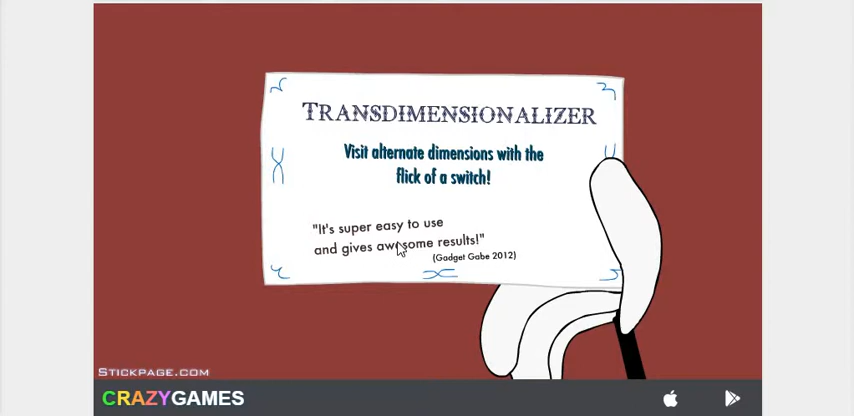 TRANSDIMENSIONALIZER
Visit alternate dimensions with the
flick of a switch!
"It's super easy to use
and gives awesome results!"
(Gadget Gabe 2012)
STICKPAGE.COM
CRAZYGAMES